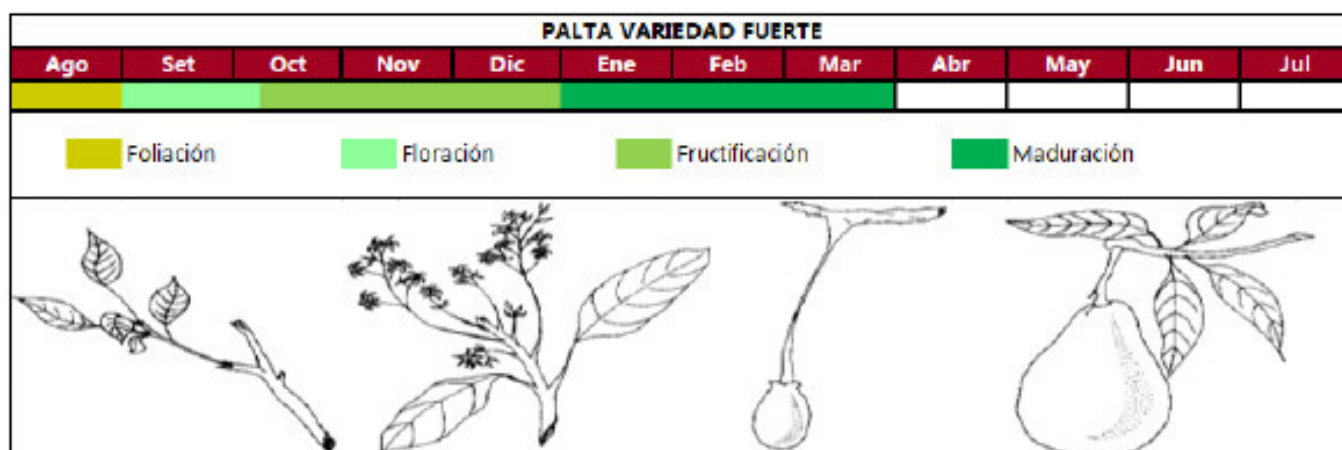 PALTA VARIEDAD FUERTE
Ago Set Oct Nov Dic Ene Feb Mar Abr May Jun Jul
Foliación Floración Fructificación Maduración